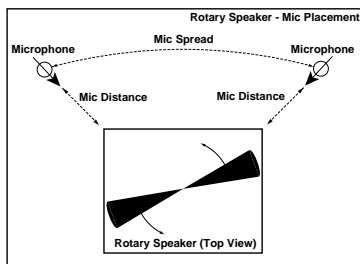 Rotary Speaker - Mic Placement
Mic Spread
Microphone
Microphone
Mic Distance
Mic Distance
Rotary Speaker (Top View)